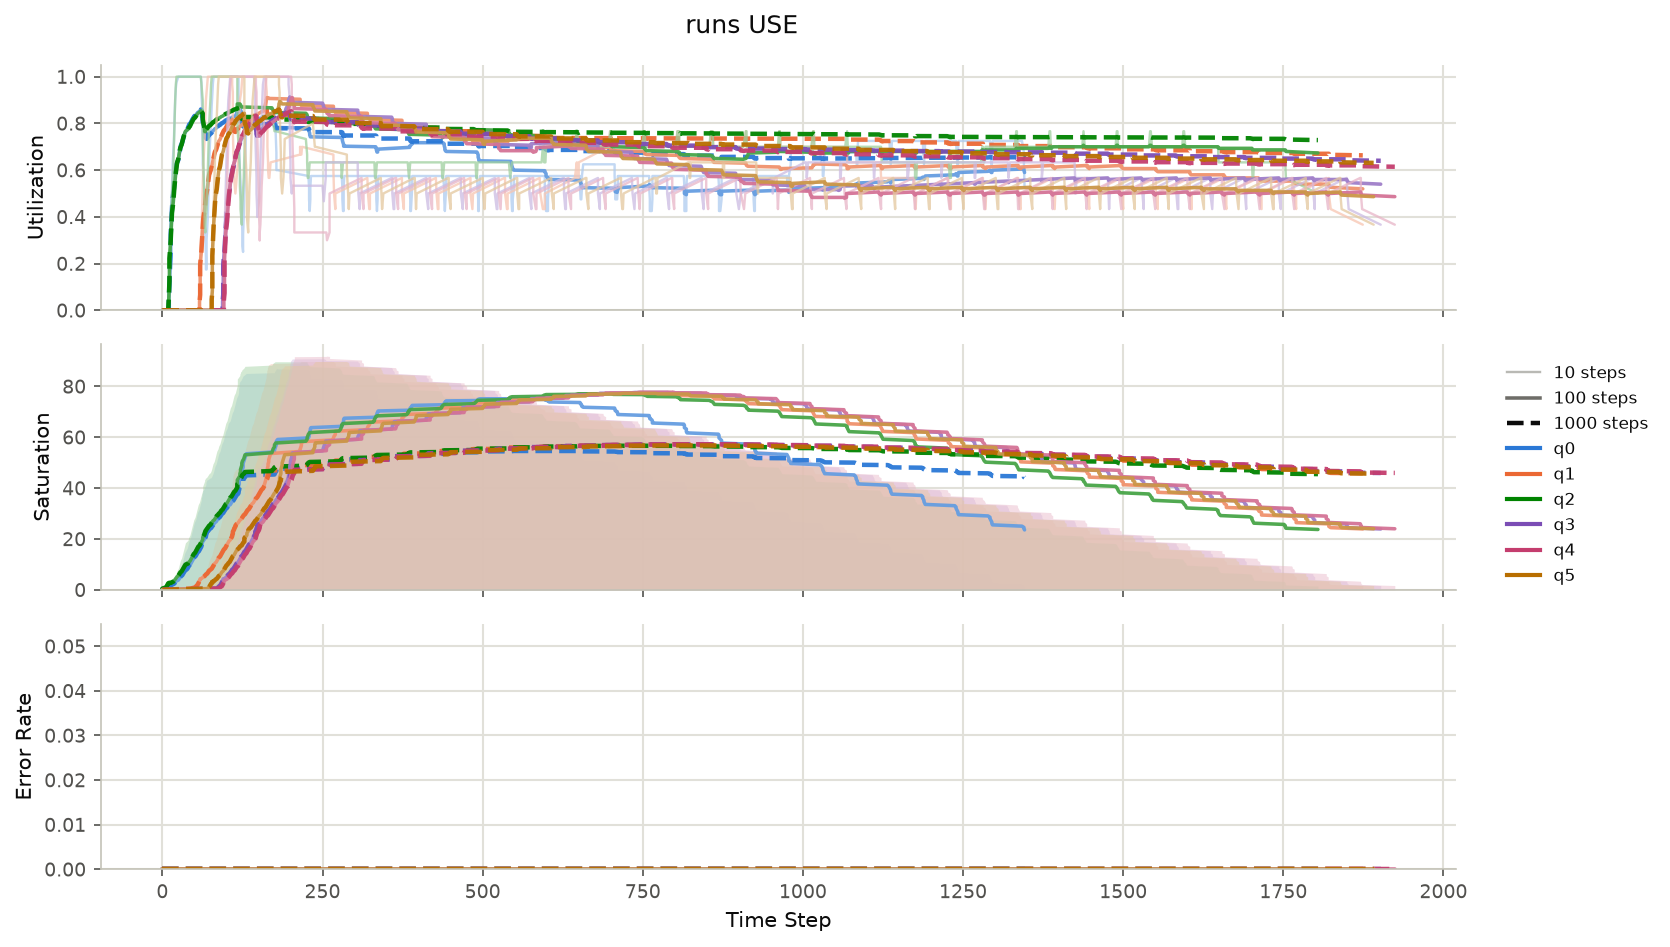 runs USE
1.0
0.8
0.6
0.4
0.2
0.0
Utilization
80
60
40
20
0
Saturation
10 steps
100 steps
1000 steps
q0
q1
q2
q3
q4
q5
0.05
0.04
0.03
0.02
0.01
0.00
Error Rate
0 250 500 750 1000 1250 1500 1750 2000
Time Step